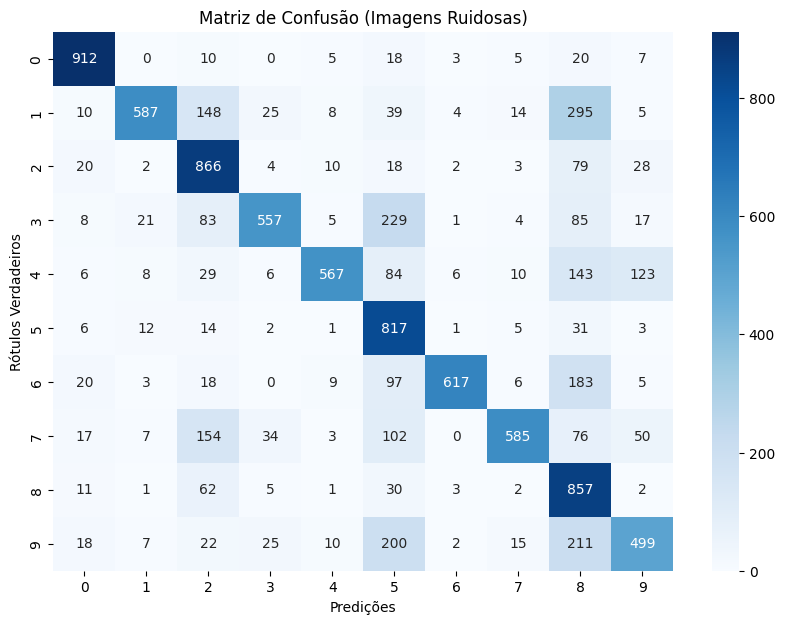 Matriz de Confusão (Imagens Ruidosas)
Rótulos Verdadeiros
0 912 0 10 0 5 18 3 5 20 7
1 10 587 148 25 8 39 4 14 295 5
2 20 2 866 4 10 18 2 3 79 28
3 8 21 83 557 5 229 1 4 85 17
4 6 8 29 6 567 84 6 10 143 123
5 6 12 14 2 1 817 1 5 31 3
6 20 3 18 0 9 97 617 6 183 5
7 17 7 154 34 3 102 0 585 76 50
8 11 1 62 5 1 30 3 2 857 2
9 18 7 22 25 10 200 2 15 211 499
0 1 2 3 4 5 6 7 8 9
Predições
800
600
400
200
0